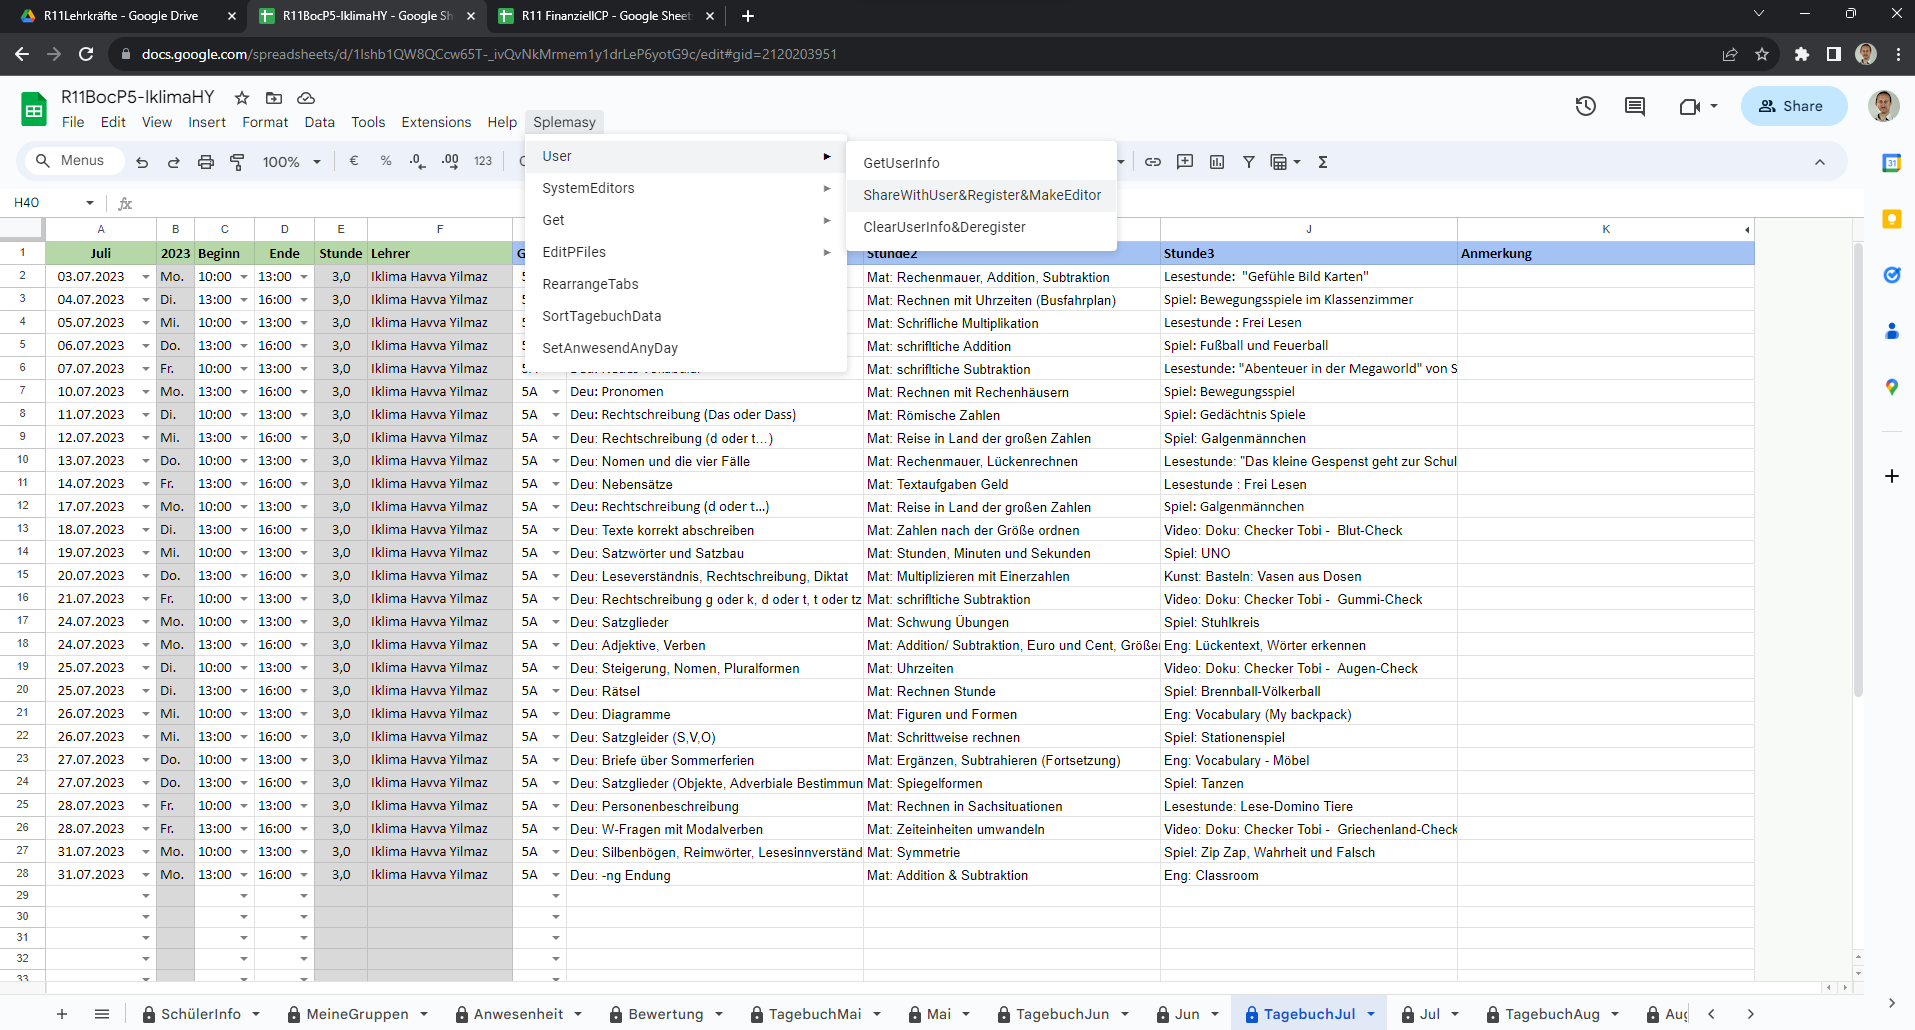 R11Lehrkräfte - Google Drive
R11BocP5-IklimaHY - Google Sh
R11 FinanziellCP - Google Sheet
docs.google.com/spreadsheets/d/1Ishb1QW8QCcw65T-_ivQvNkMrmem1y1drLeP6yotG9c/edit#gid=2120203951
R11BocP5-IklimaHY
File Edit View Insert Format Data Tools Extensions Help Splemasy
Share
Menus 100% € % .0 .00 123
User
SystemEditors
Get
EditPFiles
RearrangeTabs
SortTagebuchData
SetAnwesendAnyDay
GetUserInfo
ShareWithUser&Register&MakeEditor
ClearUserInfo&Deregister
H40 fx
A B C D E F J K
1 Juli 2023 Beginn Ende Stunde Lehrer G Stunde2 Stunde3 Anmerkung
2 03.07.2023 Mo. 10:00 13:00 3,0 Iklima Havva Yilmaz Mat: Rechenmauer, Addition, Subtraktion Lesestunde: "Gefühle Bild Karten"
3 04.07.2023 Di. 13:00 16:00 3,0 Iklima Havva Yilmaz Mat: Rechnen mit Uhrzeiten (Busfahrplan) Spiel: Bewegungsspiele im Klassenzimmer
4 05.07.2023 Mi. 10:00 13:00 3,0 Iklima Havva Yilmaz Mat: Schrifliche Multiplikation Lesestunde : Frei Lesen
5 06.07.2023 Do. 13:00 16:00 3,0 Iklima Havva Yilmaz Mat: schrifltiche Addition Spiel: Fußball und Feuerball
6 07.07.2023 Fr. 10:00 13:00 3,0 Iklima Havva Yilmaz Mat: schrifltiche Subtraktion Lesestunde: "Abenteuer in der Megaworld" von S
7 10.07.2023 Mo. 13:00 16:00 3,0 Iklima Havva Yilmaz 5A Deu: Pronomen Mat: Rechnen mit Rechenhäusern Spiel: Bewegungsspiel
8 11.07.2023 Di. 10:00 13:00 3,0 Iklima Havva Yilmaz 5A Deu: Rechtschreibung (Das oder Dass) Mat: Römische Zahlen Spiel: Gedächtnis Spiele
9 12.07.2023 Mi. 13:00 16:00 3,0 Iklima Havva Yilmaz 5A Deu: Rechtschreibung (d oder t...) Mat: Reise in Land der großen Zahlen Spiel: Galgenmännchen
10 13.07.2023 Do. 10:00 13:00 3,0 Iklima Havva Yilmaz 5A Deu: Nomen und die vier Fälle Mat: Rechenmauer, Lückenrechnen Lesestunde: "Das kleine Gespenst geht zur Schul
11 14.07.2023 Fr. 13:00 16:00 3,0 Iklima Havva Yilmaz 5A Deu: Nebensätze Mat: Textaufgaben Geld Lesestunde : Frei Lesen
12 17.07.2023 Mo. 10:00 13:00 3,0 Iklima Havva Yilmaz 5A Deu: Rechtschreibung (d oder t...) Mat: Reise in Land der großen Zahlen Spiel: Galgenmännchen
13 18.07.2023 Di. 13:00 16:00 3,0 Iklima Havva Yilmaz 5A Deu: Texte korrekt abschreiben Mat: Zahlen nach der Größe ordnen Video: Doku: Checker Tobi - Blut-Check
14 19.07.2023 Mi. 10:00 13:00 3,0 Iklima Havva Yilmaz 5A Deu: Satzwörter und Satzbau Mat: Stunden, Minuten und Sekunden Spiel: UNO
15 20.07.2023 Do. 13:00 16:00 3,0 Iklima Havva Yilmaz 5A Deu: Leseverständnis, Rechtschreibung, Diktat Mat: Multiplizieren mit Einerzahlen Kunst: Basteln: Vasen aus Dosen
16 21.07.2023 Fr. 10:00 13:00 3,0 Iklima Havva Yilmaz 5A Deu: Rechtschreibung g oder k, d oder t, t oder tz Mat: schrifltiche Subtraktion Video: Doku: Checker Tobi - Gummi-Check
17 24.07.2023 Mo. 10:00 13:00 3,0 Iklima Havva Yilmaz 5A Deu: Satzglieder Mat: Schwung Übungen Spiel: Stuhlkreis
18 24.07.2023 Mo. 13:00 16:00 3,0 Iklima Havva Yilmaz 5A Deu: Adjektive, Verben Mat: Addition/ Subtraktion, Euro und Cent, Größer Eng: Lückentext, Wörter erkennen
19 25.07.2023 Di. 10:00 13:00 3,0 Iklima Havva Yilmaz 5A Deu: Steigerung, Nomen, Pluralformen Mat: Uhrzeiten Video: Doku: Checker Tobi - Augen-Check
20 25.07.2023 Di. 13:00 16:00 3,0 Iklima Havva Yilmaz 5A Deu: Rätsel Mat: Rechnen Stunde Spiel: Brennball-Völkerball
21 26.07.2023 Mi. 10:00 13:00 3,0 Iklima Havva Yilmaz 5A Deu: Diagramme Mat: Figuren und Formen Eng: Vocabulary (My backpack)
22 26.07.2023 Mi. 13:00 16:00 3,0 Iklima Havva Yilmaz 5A Deu: Satzgleider (S,V,O) Mat: Schrittweise rechnen Spiel: Stationenspiel
23 27.07.2023 Do. 10:00 13:00 3,0 Iklima Havva Yilmaz 5A Deu: Briefe über Sommerferien Mat: Ergänzen, Subtrahieren (Fortsetzung) Eng: Vocabulary - Möbel
24 27.07.2023 Do. 13:00 16:00 3,0 Iklima Havva Yilmaz 5A Deu: Satzglieder (Objekte, Adverbiale Bestimmun Mat: Spiegelformen Spiel: Tanzen
25 28.07.2023 Fr. 10:00 13:00 3,0 Iklima Havva Yilmaz 5A Deu: Personenbeschreibung Mat: Rechnen in Sachsituationen Lesestunde: Lese-Domino Tiere
26 28.07.2023 Fr. 13:00 16:00 3,0 Iklima Havva Yilmaz 5A Deu: W-Fragen mit Modalverben Mat: Zeiteinheiten umwandeln Video: Doku: Checker Tobi - Griechenland-Check
27 31.07.2023 Mo. 10:00 13:00 3,0 Iklima Havva Yilmaz 5A Deu: Silbenbögen, Reimwörter, Lesesinnverständ Mat: Symmetrie Spiel: Zip Zap, Wahrheit und Falsch
28 31.07.2023 Mo. 13:00 16:00 3,0 Iklima Havva Yilmaz 5A Deu: -ng Endung Mat: Addition & Subtraktion Eng: Classroom
29
30
31
32
33
SchülerInfo MeineGruppen Anwesenheit Bewertung TagebuchMai Mai TagebuchJun Jun TagebuchJul Jul TagebuchAug Aug